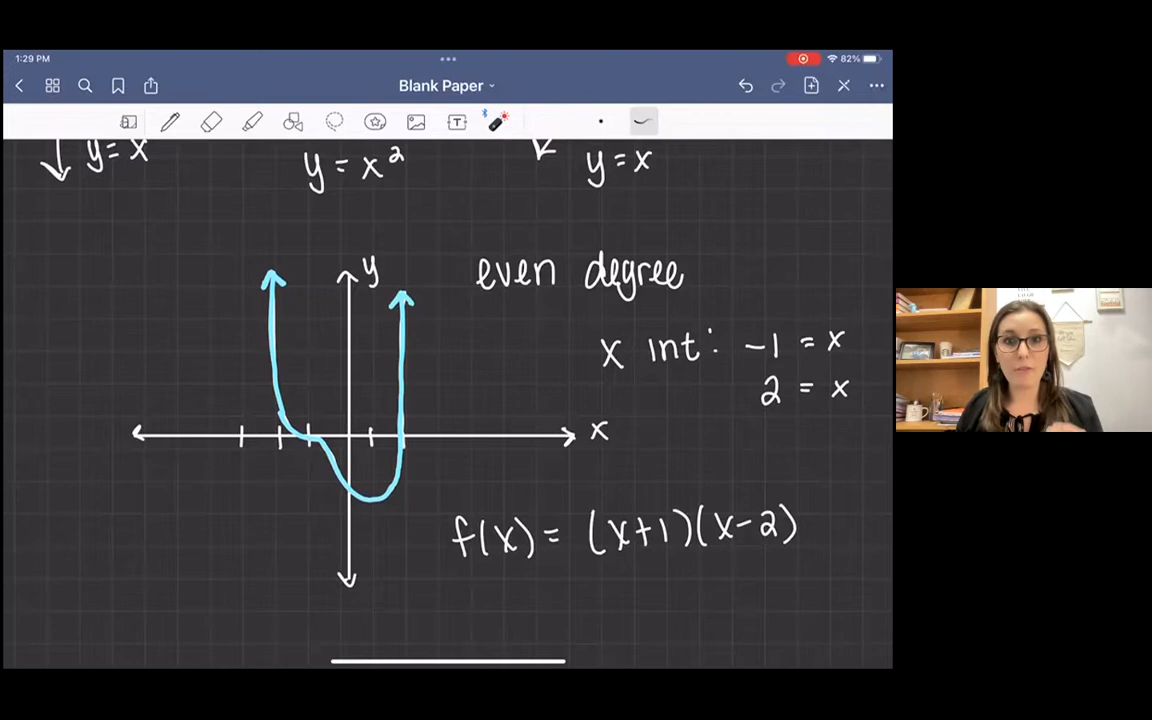 1:29 PM
82%
Blank Paper
y = x
y = x²
y = x
y
even degree
x int: -1 = x
2 = x
x
f(x) = (x+1)(x-2)